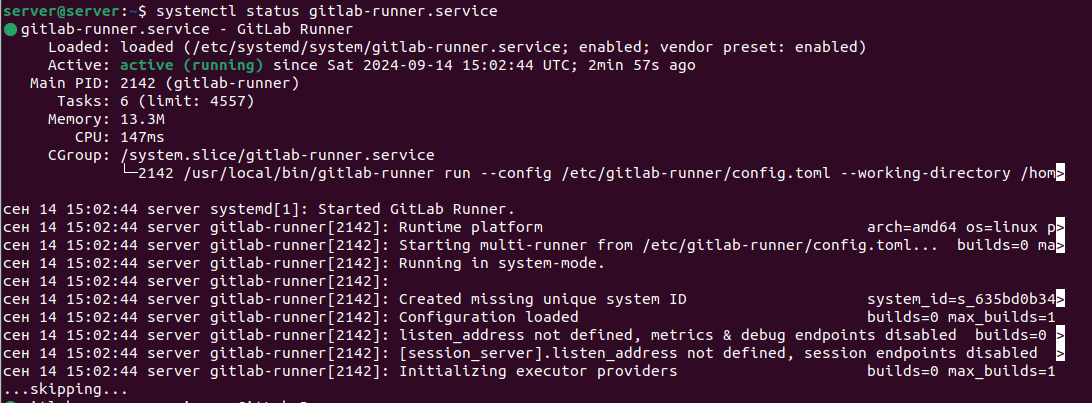 server@server:~$ systemctl status gitlab-runner.service
● gitlab-runner.service - GitLab Runner
     Loaded: loaded (/etc/systemd/system/gitlab-runner.service; enabled; vendor preset: enabled)
     Active: active (running) since Sat 2024-09-14 15:02:44 UTC; 2min 57s ago
   Main PID: 2142 (gitlab-runner)
      Tasks: 6 (limit: 4557)
     Memory: 13.3M
        CPU: 147ms
     CGroup: /system.slice/gitlab-runner.service
             └─2142 /usr/local/bin/gitlab-runner run --config /etc/gitlab-runner/config.toml --working-directory /hom>
сен 14 15:02:44 server systemd[1]: Started GitLab Runner.
сен 14 15:02:44 server gitlab-runner[2142]: Runtime platform                                    arch=amd64 os=linux p>
сен 14 15:02:44 server gitlab-runner[2142]: Starting multi-runner from /etc/gitlab-runner/config.toml...  builds=0 ma>
сен 14 15:02:44 server gitlab-runner[2142]: Running in system-mode.
сен 14 15:02:44 server gitlab-runner[2142]:
сен 14 15:02:44 server gitlab-runner[2142]: Created missing unique system ID                    system_id=s_635bd0b34>
сен 14 15:02:44 server gitlab-runner[2142]: Configuration loaded                                builds=0 max_builds=1
сен 14 15:02:44 server gitlab-runner[2142]: listen_address not defined, metrics & debug endpoints disabled  builds=0 >
сен 14 15:02:44 server gitlab-runner[2142]: [session_server].listen_address not defined, session endpoints disabled  >
сен 14 15:02:44 server gitlab-runner[2142]: Initializing executor providers                     builds=0 max_builds=1
...skipping...